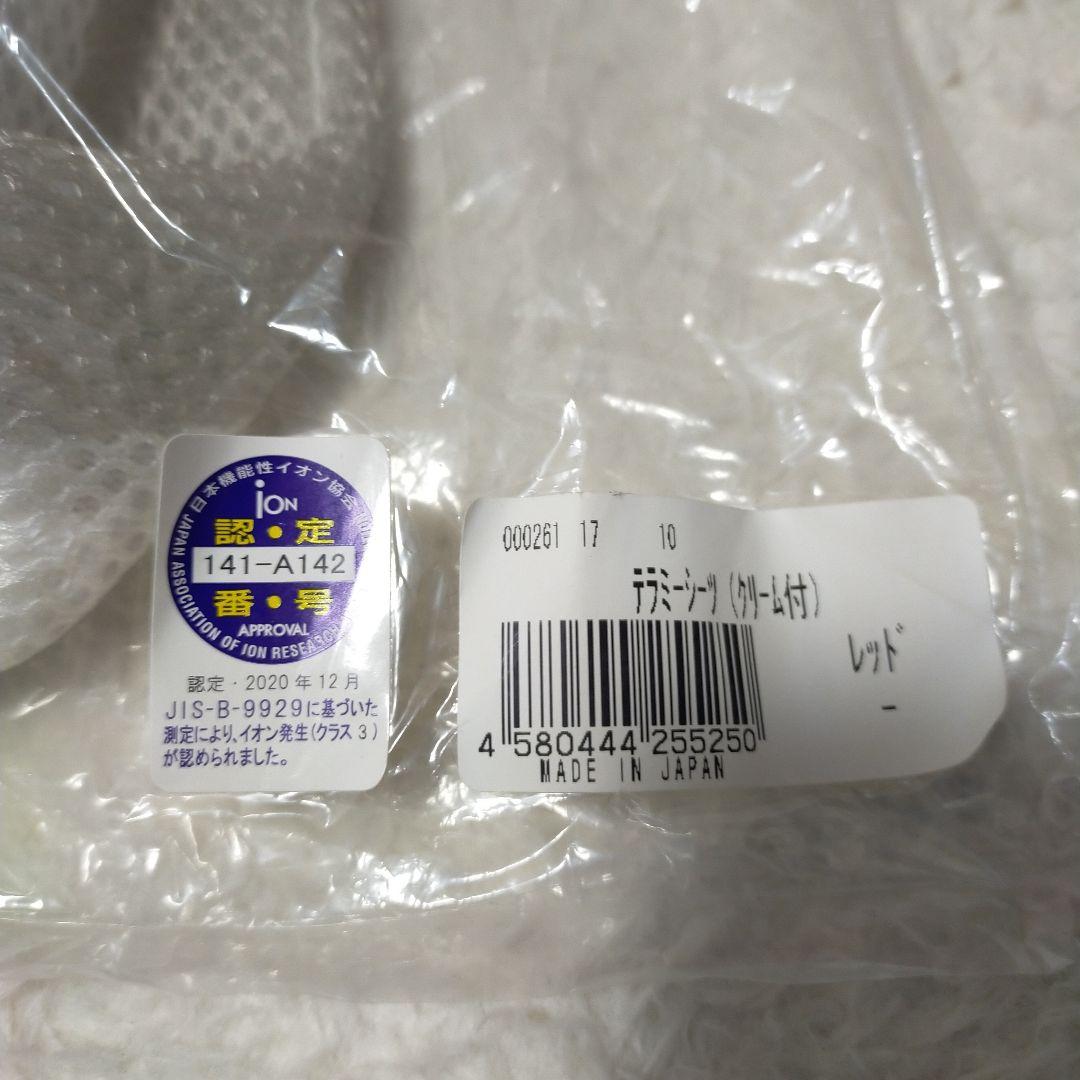 日本機能性イオン協会
ION
認・定
141-A142
番・号
APPROVAL
JAPAN ASSOCIATION OF ION RESEARCH
認定・2020年12月
JIS-B-9929に基づいた
測定により、イオン発生(クラス3)
が認められました。
000261 17 10
テラミーシーツ(クリーム付)
レッド
-
4 580444 255250
MADE IN JAPAN